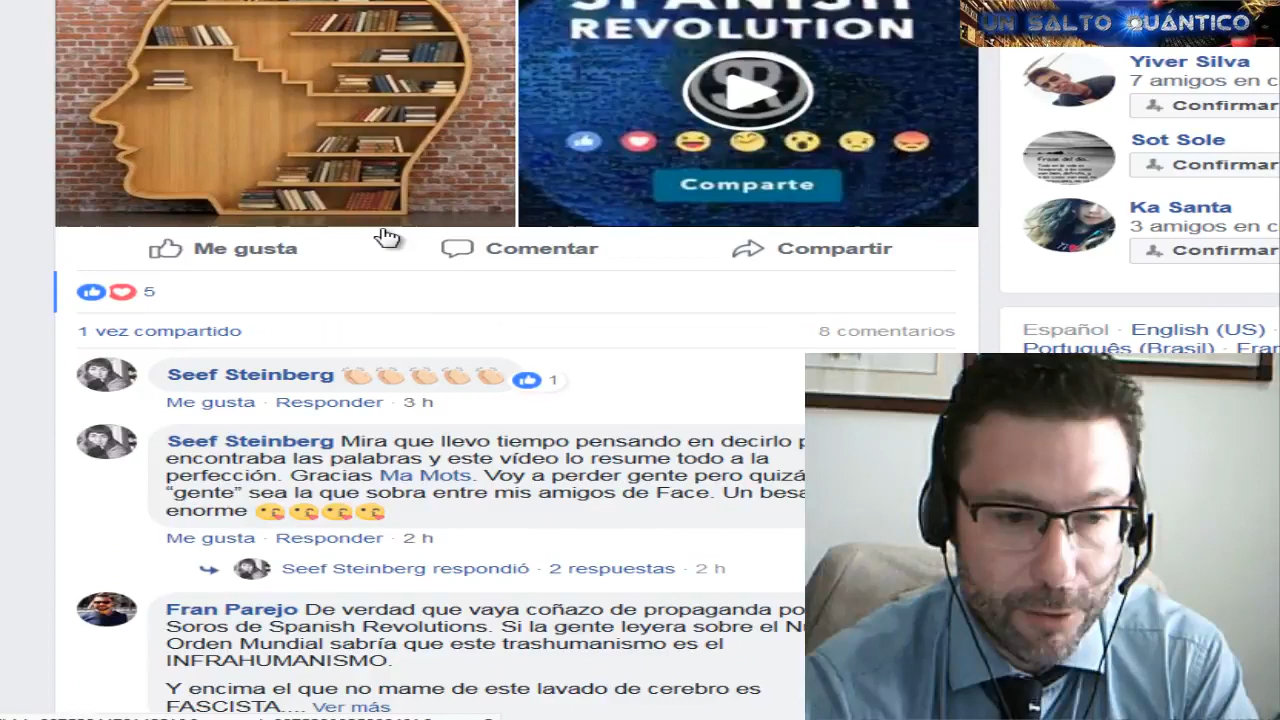 SPANISH
REVOLUTION
SR
Comparte
UN SALTO QUÁNTICO
Yiver Silva
7 amigos en c
Confirmar
Sot Sole
Confirmar
Ka Santa
3 amigos en c
Confirmar
Español · English (US) ·
Português (Brasil) · Fran
Me gusta
Comentar
Compartir
5
1 vez compartido
8 comentarios
Seef Steinberg
1
Me gusta · Responder · 3 h
Seef Steinberg Mira que llevo tiempo pensando en decirlo p
encontraba las palabras y este vídeo lo resume todo a la
perfección. Gracias Ma Mots. Voy a perder gente pero quizá
“gente” sea la que sobra entre mis amigos de Face. Un besa
enorme
Me gusta · Responder · 2 h
Seef Steinberg respondió · 2 respuestas · 2 h
Fran Parejo De verdad que vaya coñazo de propaganda po
Soros de Spanish Revolutions. Si la gente leyera sobre el Nu
Orden Mundial sabría que este trashumanismo es el
INFRAHUMANISMO.
Y encima el que no mame de este lavado de cerebro es
FASCISTA.... Ver más